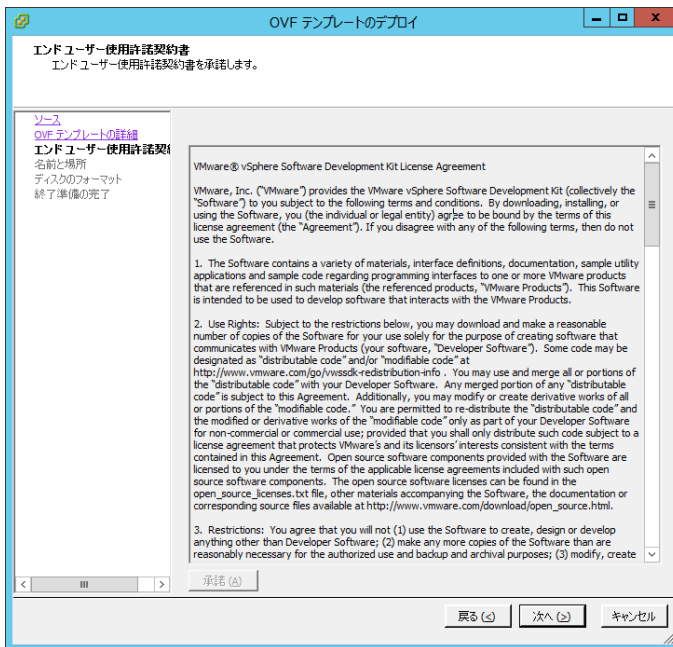 OVF テンプレートのデプロイ
エンド ユーザー使用許諾契約書
エンド ユーザー使用許諾契約書を承諾します。
ソース
OVF テンプレートの詳細
エンド ユーザー使用許諾契
名前と場所
ディスクのフォーマット
終了準備の完了
VMware® vSphere Software Development Kit License Agreement
VMware, Inc. (“VMware”) provides the VMware vSphere Software Development Kit (collectively the
“Software”) to you subject to the following terms and conditions. By downloading, installing, or
using the Software, you (the individual or legal entity) agree to be bound by the terms of this
license agreement (the “Agreement”). If you disagree with any of the following terms, then do not
use the Software.
1. The Software contains a variety of materials, interface definitions, documentation, sample utility
applications and sample code regarding programming interfaces to one or more VMware products
that are referenced in such materials (the referenced products, “VMware Products”). This Software
is intended to be used to develop software that interacts with the VMware Products.
2. Use Rights: Subject to the restrictions below, you may download and make a reasonable
number of copies of the Software for your use solely for the purpose of creating software that
communicates with VMware Products (your software, “Developer Software”). Some code may be
designated as “distributable code” and/or “modifiable code” at
http://www.vmware.com/go/vwssdk-redistribution-info . You may use and merge all or portions of
the “distributable code” with your Developer Software. Any merged portion of any “distributable
code” is subject to this Agreement. Additionally, you may modify or create derivative works of all
or portions of the “modifiable code.” You are permitted to re-distribute the “distributable code” and
the modified or derivative works of the “modifiable code” only as part of your Developer Software
for non-commercial or commercial use; provided that you shall only distribute such code subject to a
license agreement that protects VMware’s and its licensors’ interests consistent with the terms
contained in this Agreement. Open source software components provided with the Software are
licensed to you under the terms of the applicable license agreements included with such open
source software components. The open source software licenses can be found in the
open_source_licenses.txt file, other materials accompanying the Software, the documentation or
corresponding source files available at http://www.vmware.com/download/open_source.html.
3. Restrictions: You agree that you will not (1) use the Software to create, design or develop
anything other than Developer Software; (2) make any more copies of the Software than are
reasonably necessary for the authorized use and backup and archival purposes; (3) modify, create
承諾 (A)
戻る (<) 次へ (>) キャンセル